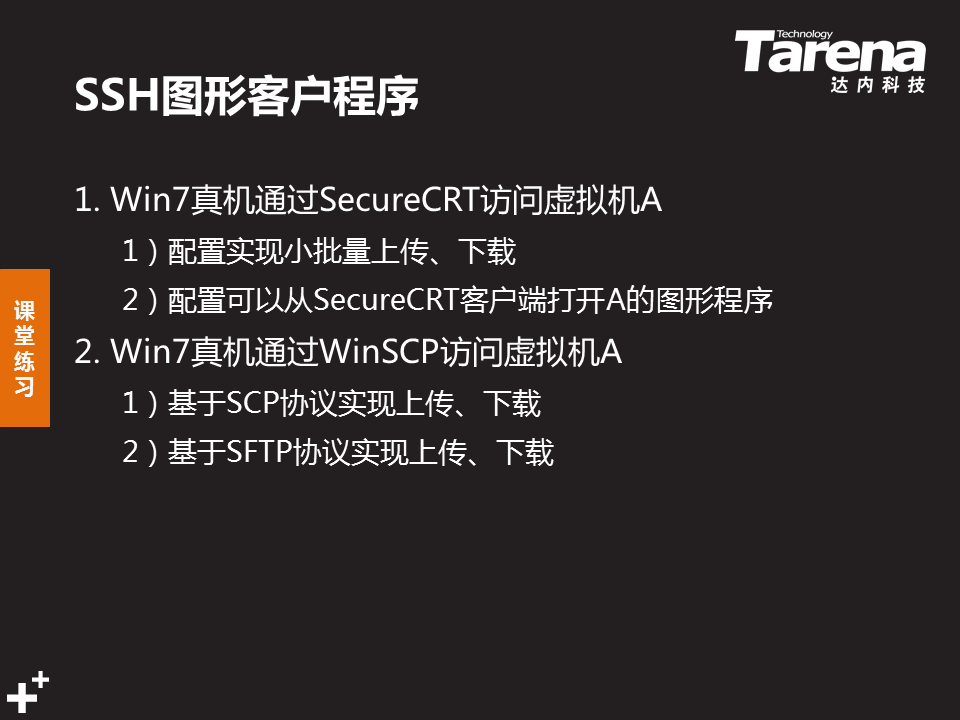 Technology
Tarena
达内科技
SSH图形客户程序
1. Win7真机通过SecureCRT访问虚拟机A
1）配置实现小批量上传、下载
2）配置可以从SecureCRT客户端打开A的图形程序
2. Win7真机通过WinSCP访问虚拟机A
1）基于SCP协议实现上传、下载
2）基于SFTP协议实现上传、下载
课堂练习